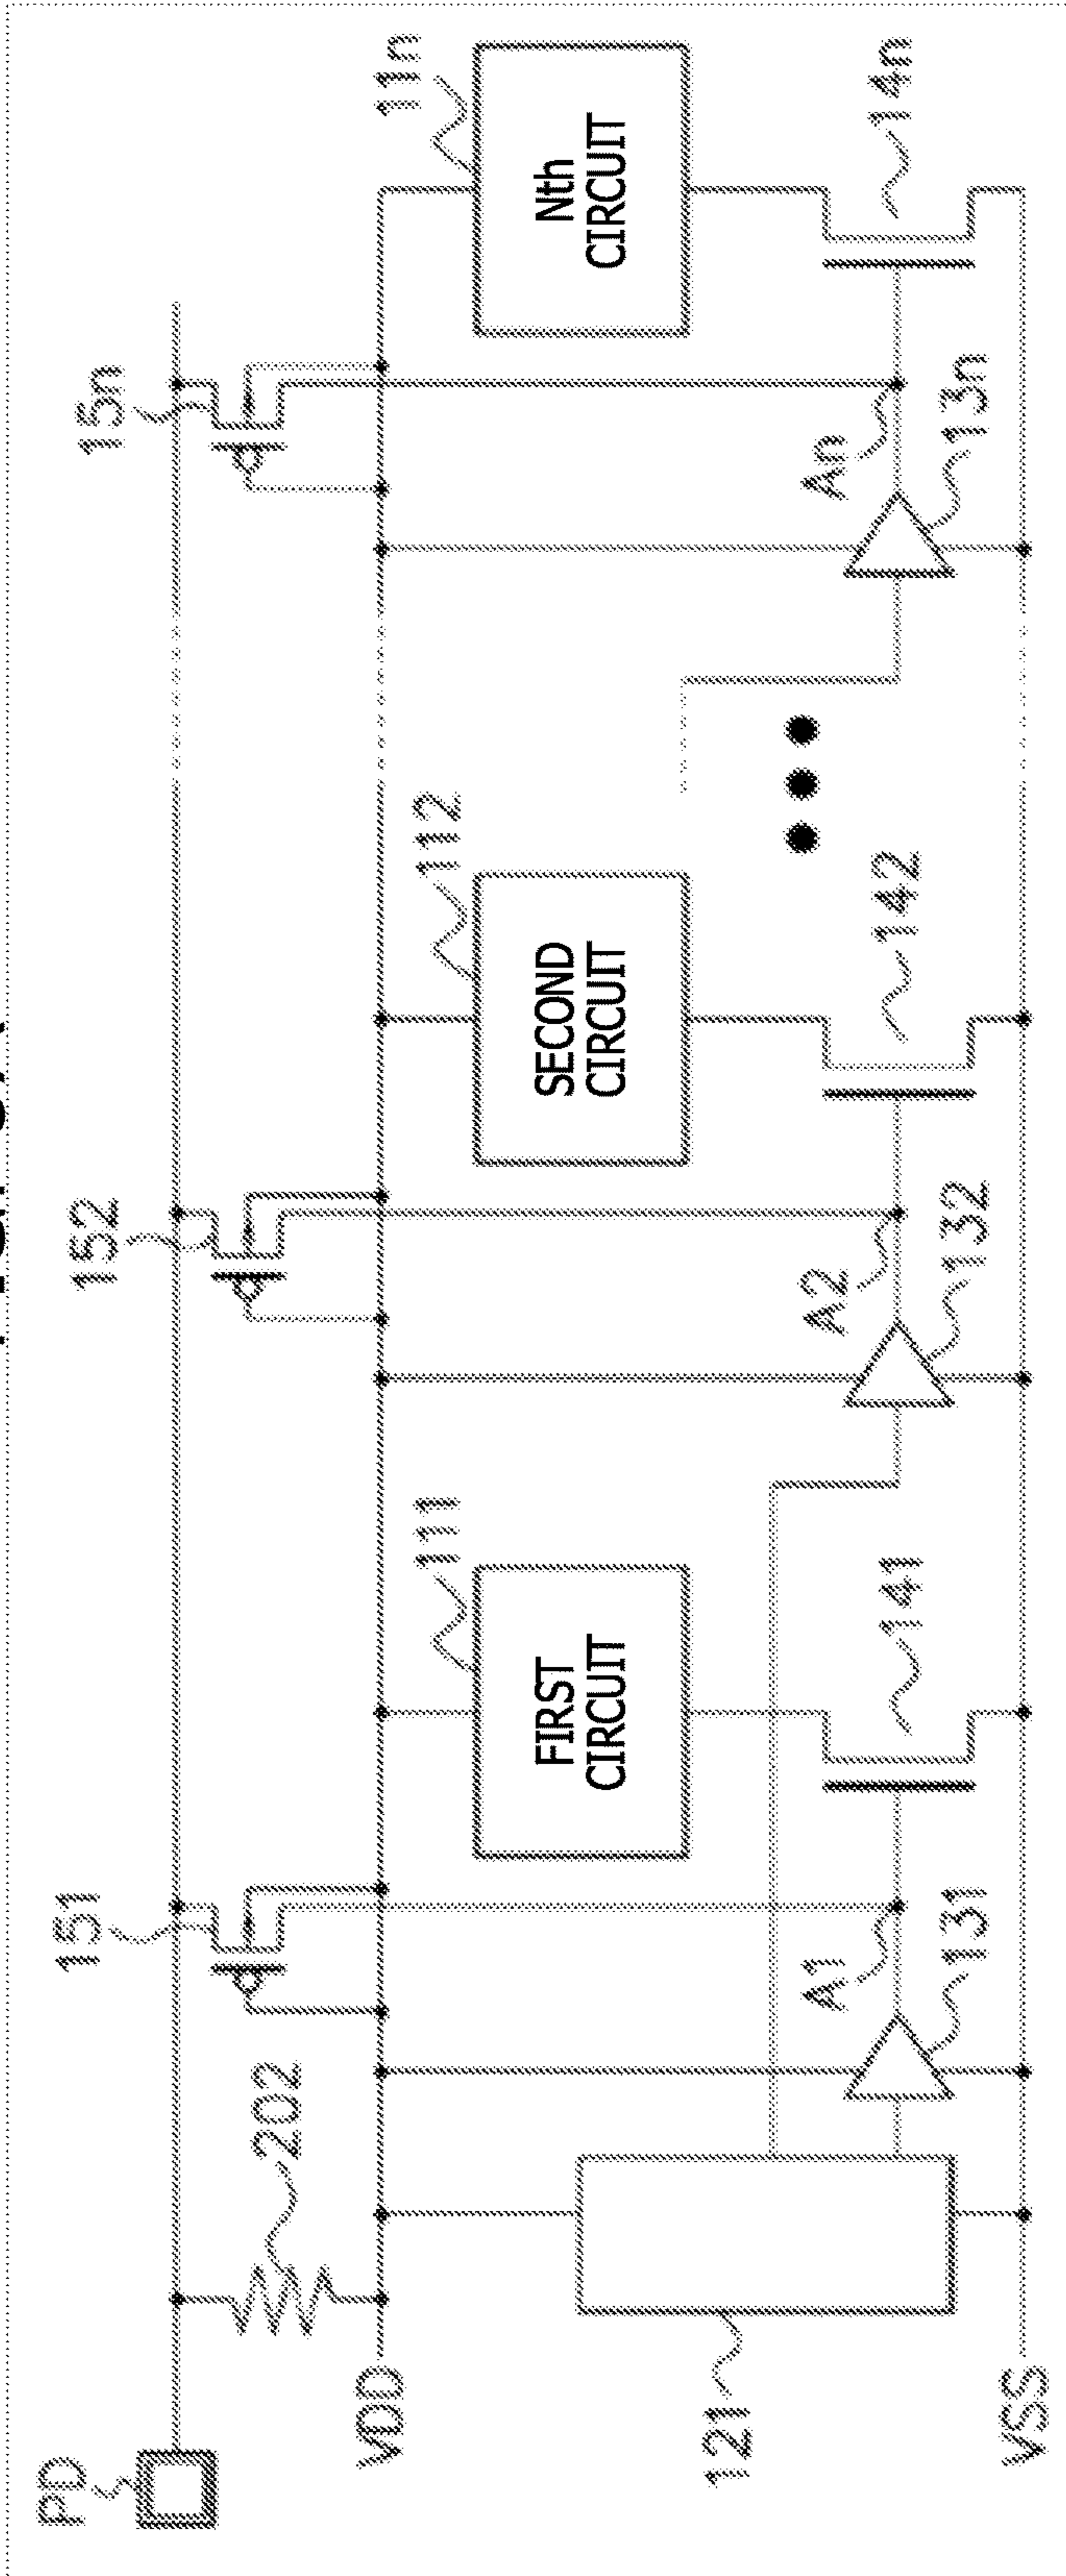 PD
202
151
152
15n
VDD
111
112
11n
FIRST
CIRCUIT
SECOND
CIRCUIT
Nth
CIRCUIT
121
A1
A2
An
141
142
14n
131
132
13n
VSS